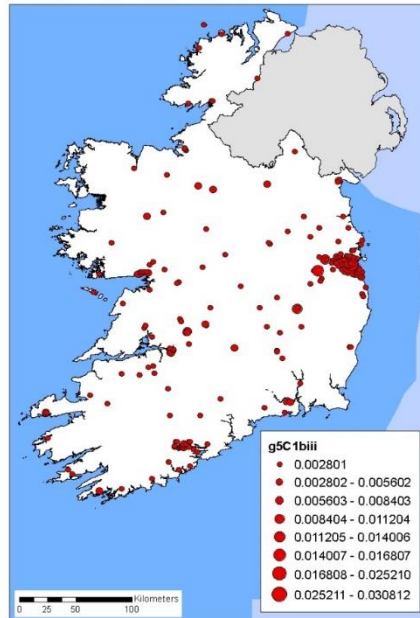 g5C1biii
0.002801
0.002802 - 0.005602
0.005603 - 0.008403
0.008404 - 0.011204
0.011205 - 0.014006
0.014007 - 0.016807
0.016808 - 0.025210
0.025211 - 0.030812
Kilometers
0 25 50 100